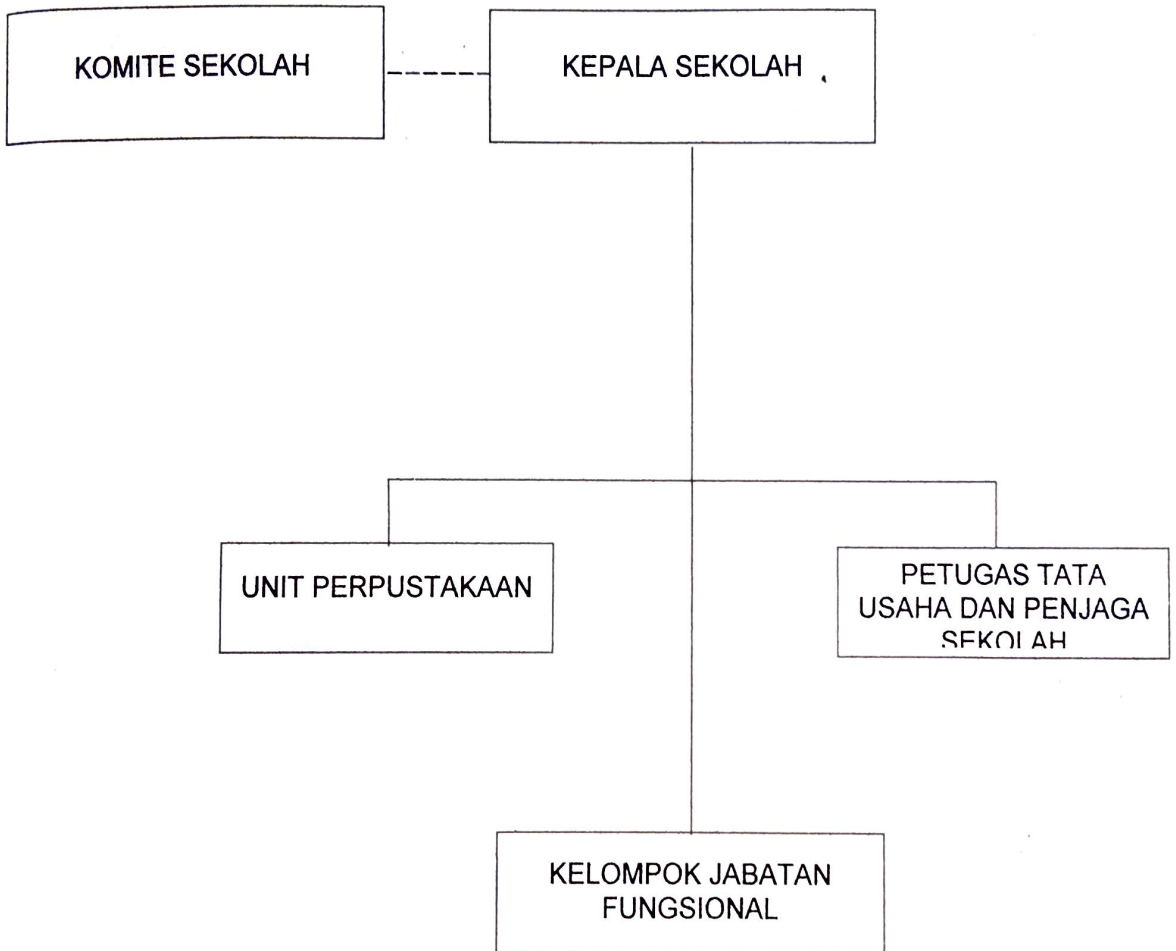 KOMITE SEKOLAH
KEPALA SEKOLAH
UNIT PERPUSTAKAAN
PETUGAS TATA
USAHA DAN PENJAGA
SEKOLAH
KELOMPOK JABATAN
FUNGSIONAL